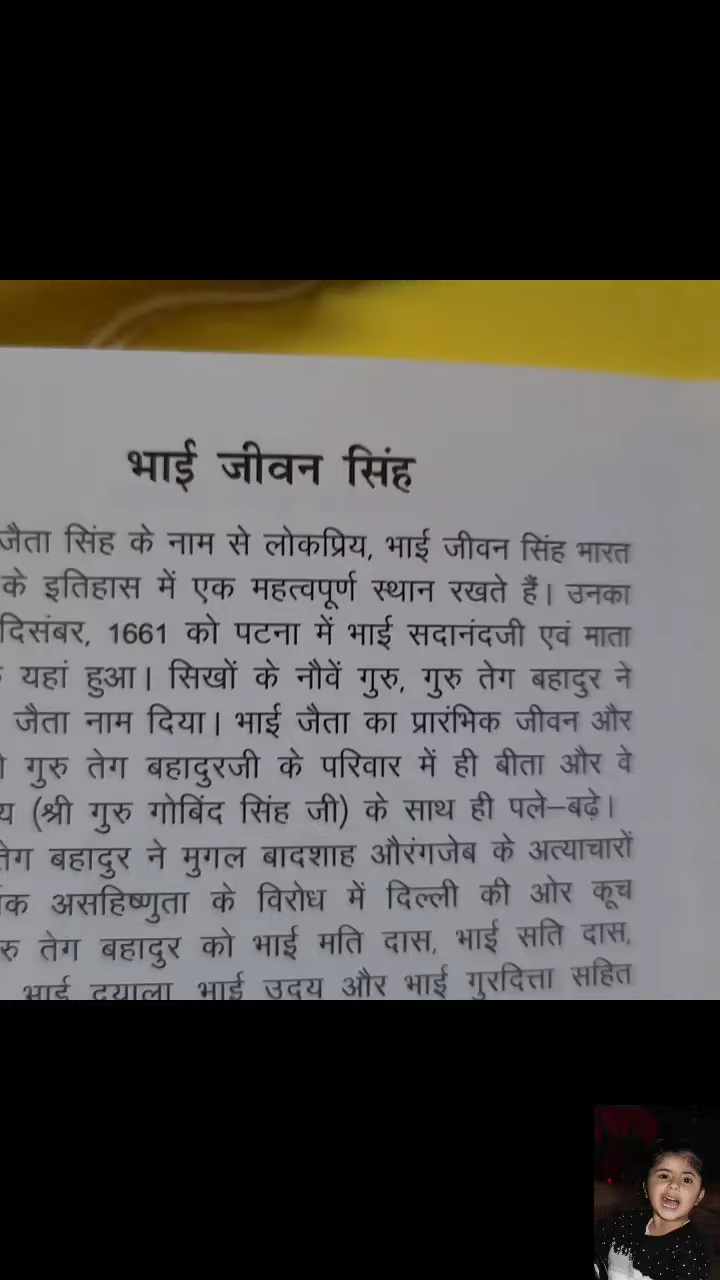 भाई जीवन सिंह
जैता सिंह के नाम से लोकप्रिय, भाई जीवन सिंह भारत
के इतिहास में एक महत्वपूर्ण स्थान रखते हैं। उनका
दिसंबर, 1661 को पटना में भाई सदानंदजी एवं माता
यहां हुआ। सिखों के नौवें गुरु, गुरु तेग बहादुर ने
जैता नाम दिया। भाई जैता का प्रारंभिक जीवन और
गुरु तेग बहादुरजी के परिवार में ही बीता और वे
(श्री गुरु गोबिंद सिंह जी) के साथ ही पले–बढ़े।
तेग बहादुर ने मुगल बादशाह औरंगजेब के अत्याचारों
असहिष्णुता के विरोध में दिल्ली की ओर कूच
तेग बहादुर को भाई मति दास, भाई सति दास,
भाई दयाला, भाई उदय और भाई गुरदित्ता सहित